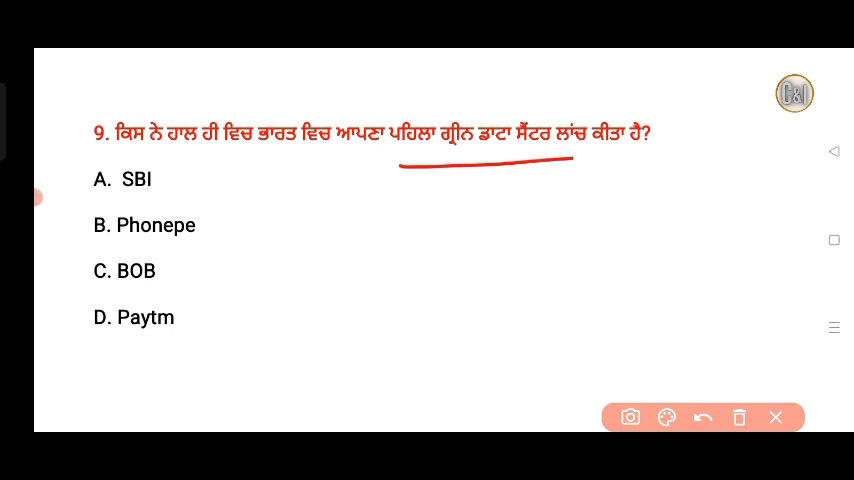 C&I
9. ਕਿਸ ਨੇ ਹਾਲ ਹੀ ਵਿਚ ਭਾਰਤ ਵਿਚ ਆਪਣਾ ਪਹਿਲਾ ਗ੍ਰੀਨ ਡਾਟਾ ਸੈਂਟਰ ਲਾਂਚ ਕੀਤਾ ਹੈ?
A. SBI
B. Phonepe
C. BOB
D. Paytm